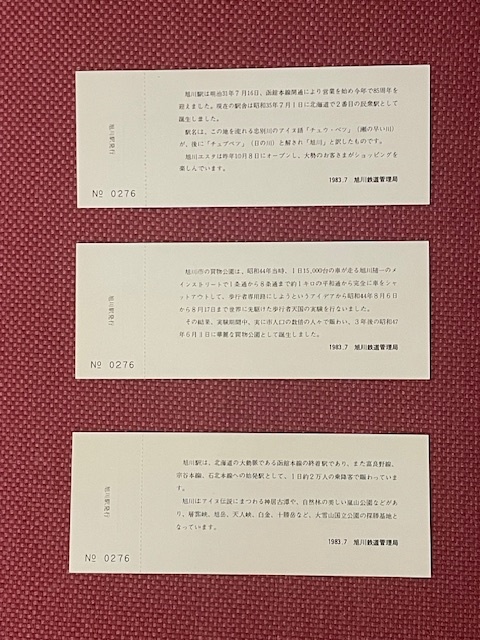 旭川駅は明治31年7月16日、函館本線開通により営業を始め今年で85周年を
迎えました。現在の駅舎は昭和35年7月1日に北海道で2番目の民衆駅として
誕生しました。
駅名は、この地を流れる忠別川のアイヌ語「チュウ・ベツ」(潮の早い川)
が、後に「チュプベツ」(日の川)と解され「旭川」と訳したものです。
旭川エスタは昨年10月8日にオープンし、大勢のお客さまがショッピングを
楽しんでいます。
1983.7 旭川鉄道管理局
旭川駅発行
№ 0276
旭川市の買物公園は、昭和44年当時、1日15,000台の車が走る旭川随一のメ
インストリートで1条通から8条通まで約1キロの平和通から完全に車をシャ
ットアウトして、歩行者専用路にしようというアイデアから昭和44年8月6日
から8月17日まで世界に先駆けた歩行者天国の実験を行ないました。
その結果、実験期間中、実に市人口の数倍の人々で賑わい、3年後の昭和47
年6月1日に華麗な買物公園として誕生しました。
1983.7 旭川鉄道管理局
旭川駅発行
№ 0276
旭川駅は、北海道の大動脈である函館本線の終着駅であり、また富良野線、
宗谷本線、石北本線への始発駅として、1日約2万人の乗降客で賑わっていま
す。
旭川はアイヌ伝説にまつわる神居古潭や、自然林の美しい嵐山公園などがあ
り、層雲峡、旭岳、天人峡、白金、十勝岳など、大雪山国立公園の探勝基地と
なっています。
1983.7 旭川鉄道管理局
旭川駅発行
№ 0276